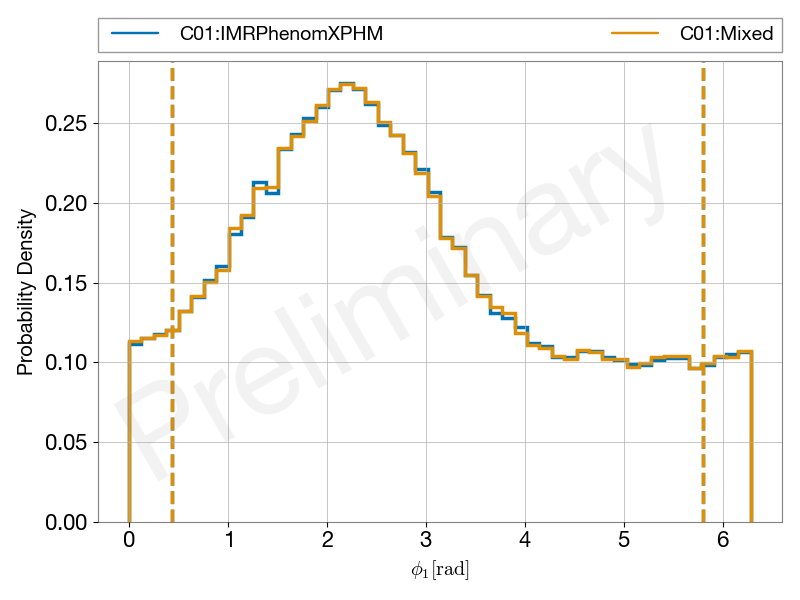 C01:IMRPhenomXPHM C01:Mixed
Probability Density
0.25
0.20
0.15
0.10
0.05
0.00
Preliminary
0 1 2 3 4 5 6
ϕ₁[rad]